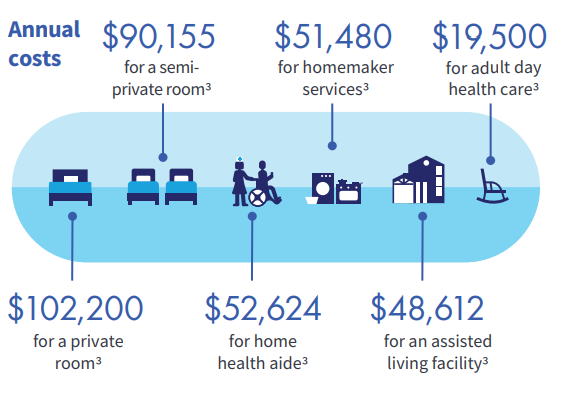 Annual
costs
$90,155
for a semi-
private room³
$51,480
for homemaker
services³
$19,500
for adult day
health care³
$102,200
for a private
room³
$52,624
for home
health aide³
$48,612
for an assisted
living facility³